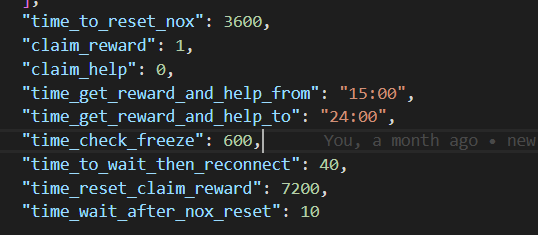 ],
"time_to_reset_nox": 3600,
"claim_reward": 1,
"claim_help": 0,
"time_get_reward_and_help_from": "15:00",
"time_get_reward_and_help_to": "24:00",
"time_check_freeze": 600, You, a month ago • new
"time_to_wait_then_reconnect": 40,
"time_reset_claim_reward": 7200,
"time_wait_after_nox_reset": 10